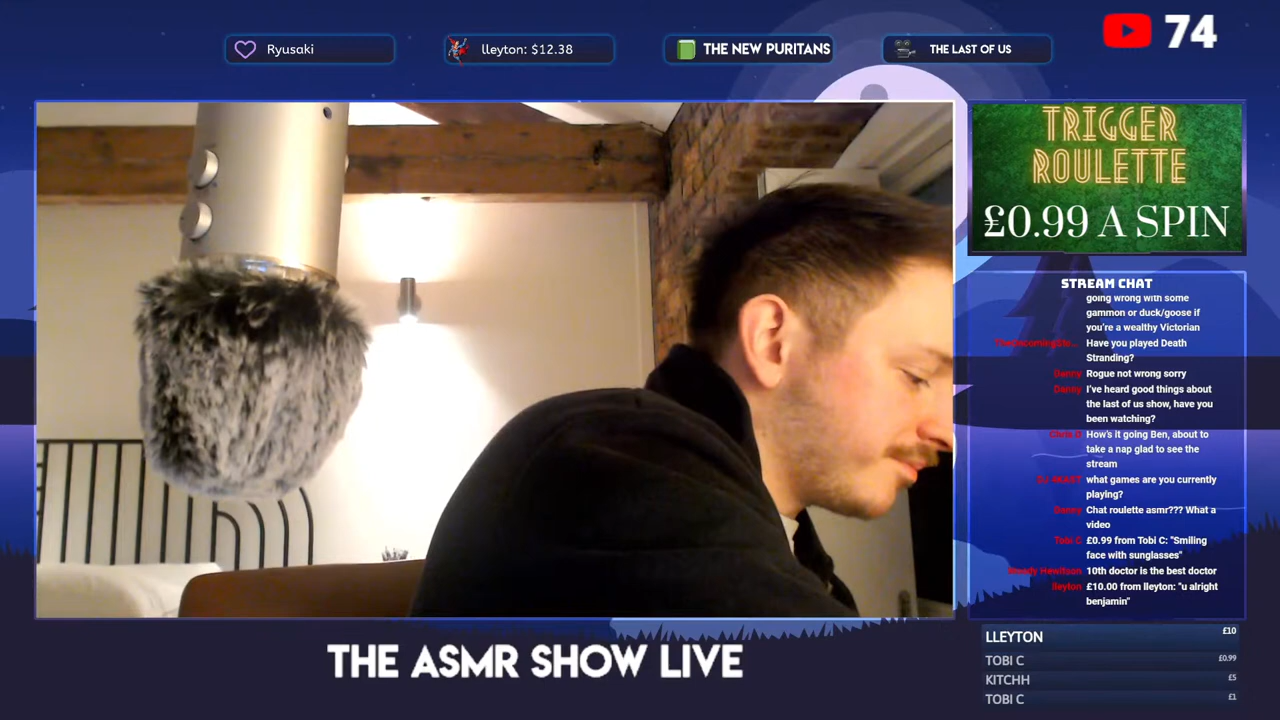 Ryusaki
lleyton: $12.38
THE NEW PURITANS
THE LAST OF US
74
TRIGGER
ROULETTE
£0.99 A SPIN
STREAM CHAT
going wrong with some
gammon or duck/goose if
you're a wealthy Victorian
Have you played Death
Stranding?
Danny Rogue not wrong sorry
Danny I've heard good things about
the last of us show, have you
been watching?
Chris G How's it going Ben, about to
take a nap glad to see the
stream
what games are you currently
playing?
Danny Chat roulette asmr??? What a
video
Tobi C £0.99 from Tobi C: "Smiling
face with sunglasses"
10th doctor is the best doctor
lleyton £10.00 from lleyton: "u alright
benjamin"
LLEYTON £10
TOBI C £0.99
KITCHH £5
TOBI C £1
THE ASMR SHOW LIVE